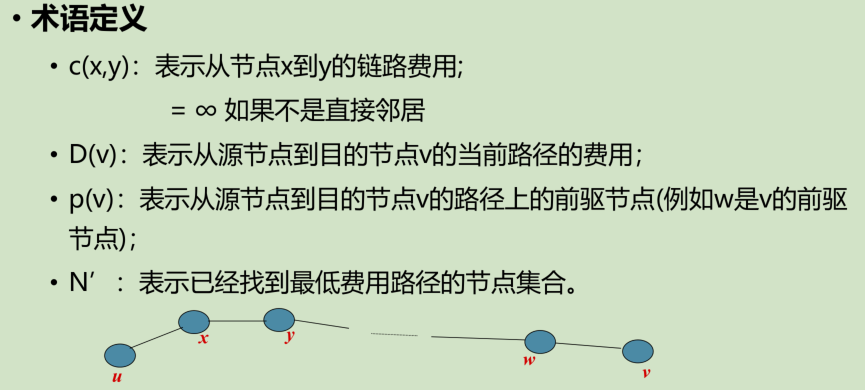 • 术语定义
• c(x,y)：表示从节点x到y的链路费用;
= ∞ 如果不是直接邻居
• D(v)：表示从源节点到目的节点v的当前路径的费用；
• p(v)：表示从源节点到目的节点v的路径上的前驱节点(例如w是v的前驱
节点)；
• N′ ：表示已经找到最低费用路径的节点集合。
u x y w v